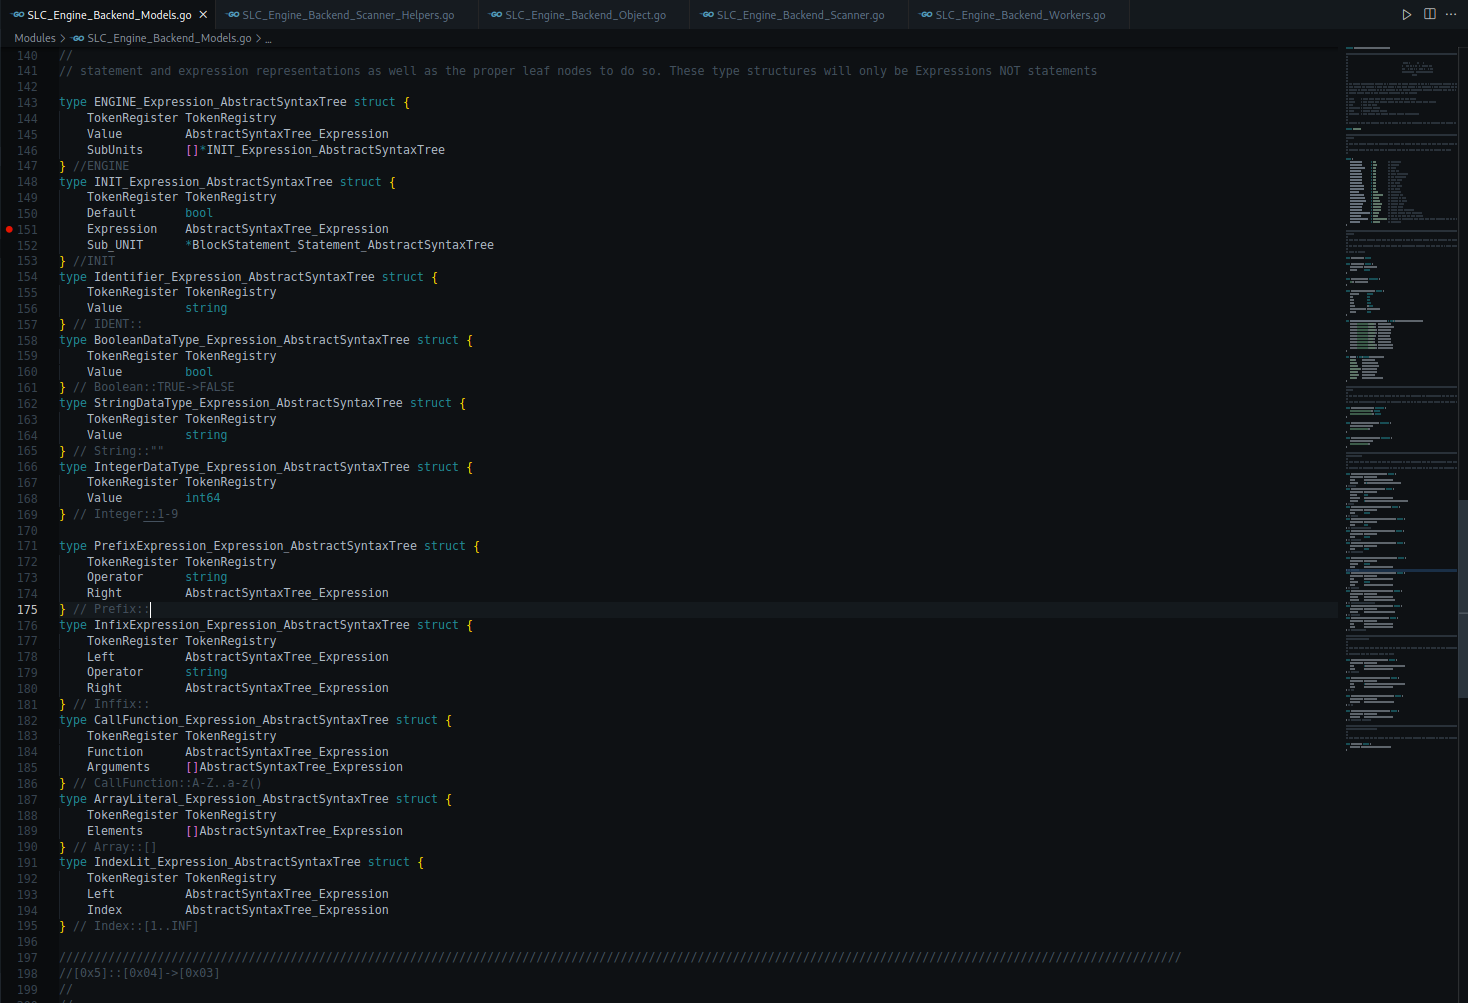 SLC_Engine_Backend_Models.go × SLC_Engine_Backend_Scanner_Helpers.go SLC_Engine_Backend_Object.go SLC_Engine_Backend_Scanner.go SLC_Engine_Backend_Workers.go
Modules > SLC_Engine_Backend_Models.go > ...
140 //
141 // statement and expression representations as well as the proper leaf nodes to do so. These type structures will only be Expressions NOT statements
142
143 type ENGINE_Expression_AbstractSyntaxTree struct {
144     TokenRegister TokenRegistry
145     Value         AbstractSyntaxTree_Expression
146     SubUnits      []*INIT_Expression_AbstractSyntaxTree
147 } //ENGINE
148 type INIT_Expression_AbstractSyntaxTree struct {
149     TokenRegister TokenRegistry
150     Default       bool
151     Expression    AbstractSyntaxTree_Expression
152     Sub_UNIT      *BlockStatement_Statement_AbstractSyntaxTree
153 } //INIT
154 type Identifier_Expression_AbstractSyntaxTree struct {
155     TokenRegister TokenRegistry
156     Value         string
157 } // IDENT::
158 type BooleanDataType_Expression_AbstractSyntaxTree struct {
159     TokenRegister TokenRegistry
160     Value         bool
161 } // Boolean::TRUE->FALSE
162 type StringDataType_Expression_AbstractSyntaxTree struct {
163     TokenRegister TokenRegistry
164     Value         string
165 } // String::""
166 type IntegerDataType_Expression_AbstractSyntaxTree struct {
167     TokenRegister TokenRegistry
168     Value         int64
169 } // Integer::1-9
170
171 type PrefixExpression_Expression_AbstractSyntaxTree struct {
172     TokenRegister TokenRegistry
173     Operator      string
174     Right         AbstractSyntaxTree_Expression
175 } // Prefix::
176 type InfixExpression_Expression_AbstractSyntaxTree struct {
177     TokenRegister TokenRegistry
178     Left          AbstractSyntaxTree_Expression
179     Operator      string
180     Right         AbstractSyntaxTree_Expression
181 } // Inffix::
182 type CallFunction_Expression_AbstractSyntaxTree struct {
183     TokenRegister TokenRegistry
184     Function      AbstractSyntaxTree_Expression
185     Arguments     []AbstractSyntaxTree_Expression
186 } // CallFunction::A-Z..a-z()
187 type ArrayLiteral_Expression_AbstractSyntaxTree struct {
188     TokenRegister TokenRegistry
189     Elements      []AbstractSyntaxTree_Expression
190 } // Array::[]
191 type IndexLit_Expression_AbstractSyntaxTree struct {
192     TokenRegister TokenRegistry
193     Left          AbstractSyntaxTree_Expression
194     Index         AbstractSyntaxTree_Expression
195 } // Index::[1..INF]
196
197 ////////////////////////////////////////////////////////////////////////////////////////////////////////////////////////////////////////////////////////////////
198 //[0x5]::[0x04]->[0x03]
199 //